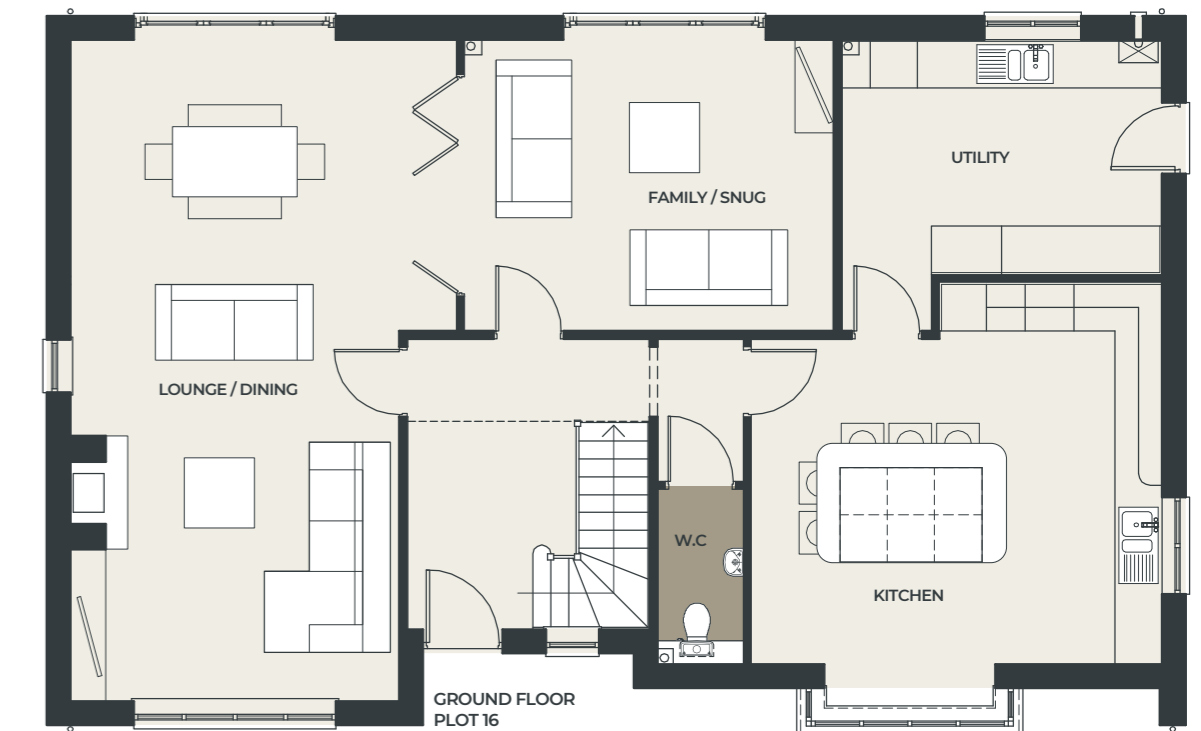 UTILITY
FAMILY / SNUG
LOUNGE / DINING
W.C
KITCHEN
GROUND FLOOR
PLOT 16